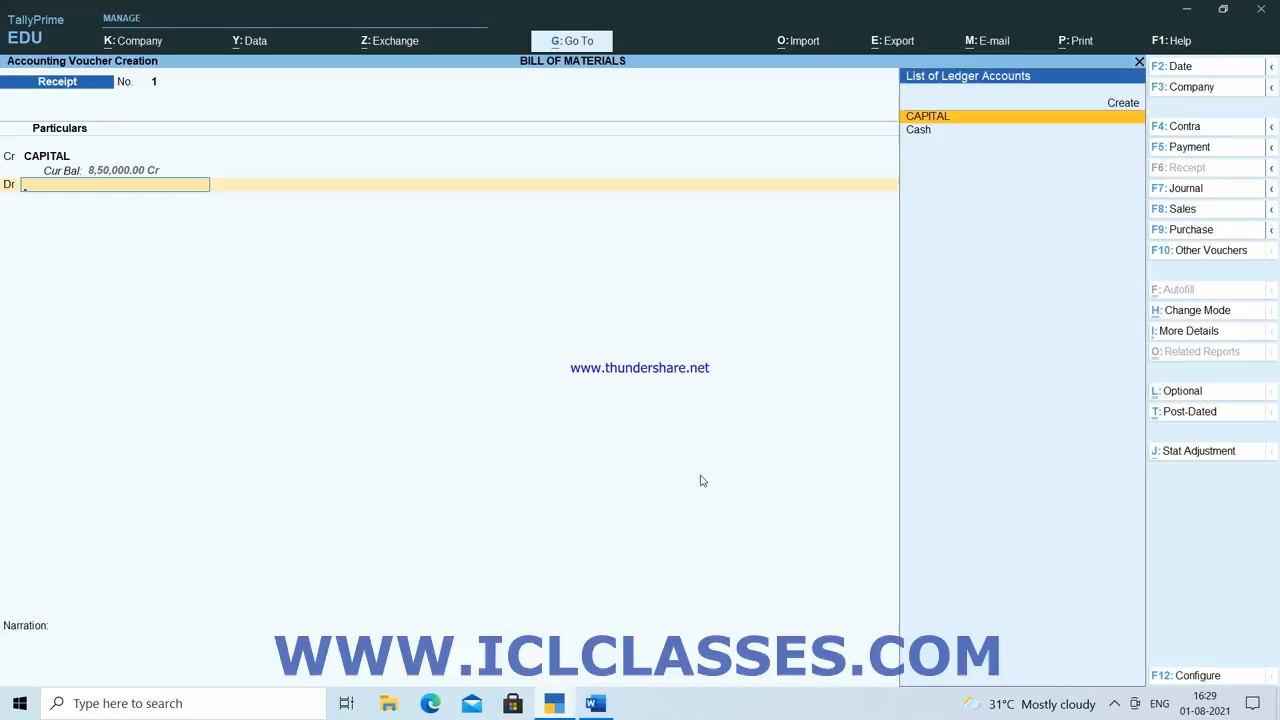 TallyPrime
EDU
MANAGE
K: Company
Y: Data
Z: Exchange
G: Go To
O: Import
E: Export
M: E-mail
P: Print
F1: Help
Accounting Voucher Creation
BILL OF MATERIALS
Receipt No. 1
Particulars
Cr CAPITAL
Cur Bal: 8,50,000.00 Cr
Dr
List of Ledger Accounts
Create
CAPITAL
Cash
F2: Date
F3: Company
F4: Contra
F5: Payment
F6: Receipt
F7: Journal
F8: Sales
F9: Purchase
F10: Other Vouchers
F: Autofill
H: Change Mode
I: More Details
O: Related Reports
L: Optional
T: Post-Dated
J: Stat Adjustment
F12: Configure
www.thundershare.net
Narration:
WWW.ICLCLASSES.COM
Type here to search
31°C Mostly cloudy
ENG
16:29
01-08-2021